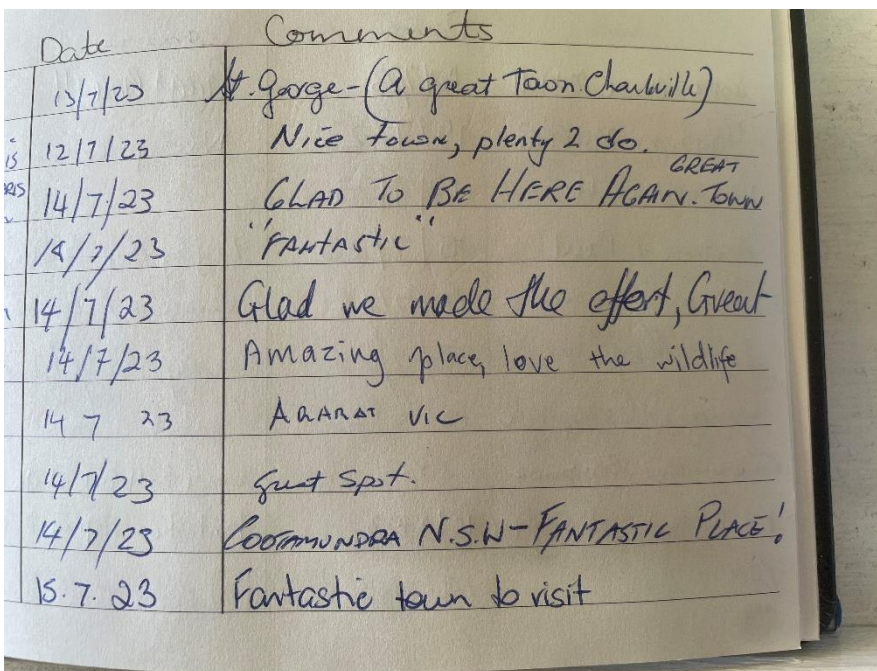 Date Comments
13/7/23 St. George - (A great Town Charleville)
is 12/7/23 Nice town, plenty 2 do.
GREAT
RIS 14/7/23 GLAD TO BE HERE AGAIN. TOWN
14/7/23 "FANTASTIC"
14/7/23 Glad we made the effort, Great
14/7/23 Amazing place, love the wildlife
14 7 23 ARARAT VIC
14/7/23 Great Spot.
14/7/23 COOTAMUNDRA N.S.W - FANTASTIC PLACE!
15.7.23 Fantastic town to visit